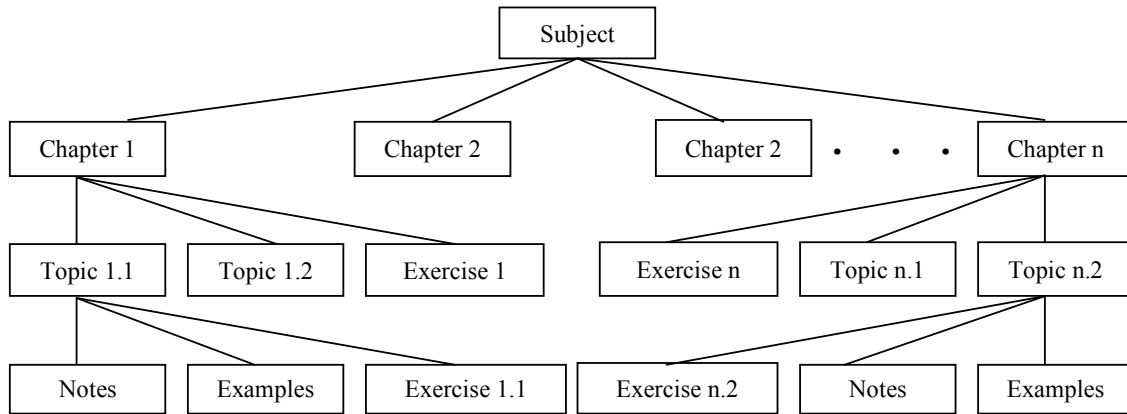 Subject
Chapter 1
Chapter 2
Chapter 2
Chapter n
Topic 1.1
Topic 1.2
Exercise 1
Exercise n
Topic n.1
Topic n.2
Notes
Examples
Exercise 1.1
Exercise n.2
Notes
Examples